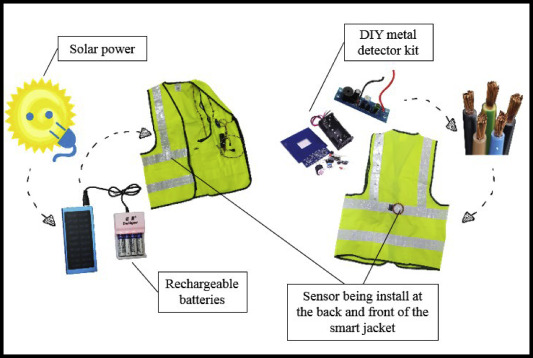 Solar power
DIY metal
detector kit
Rechargeable
batteries
Sensor being install at
the back and front of the
smart jacket